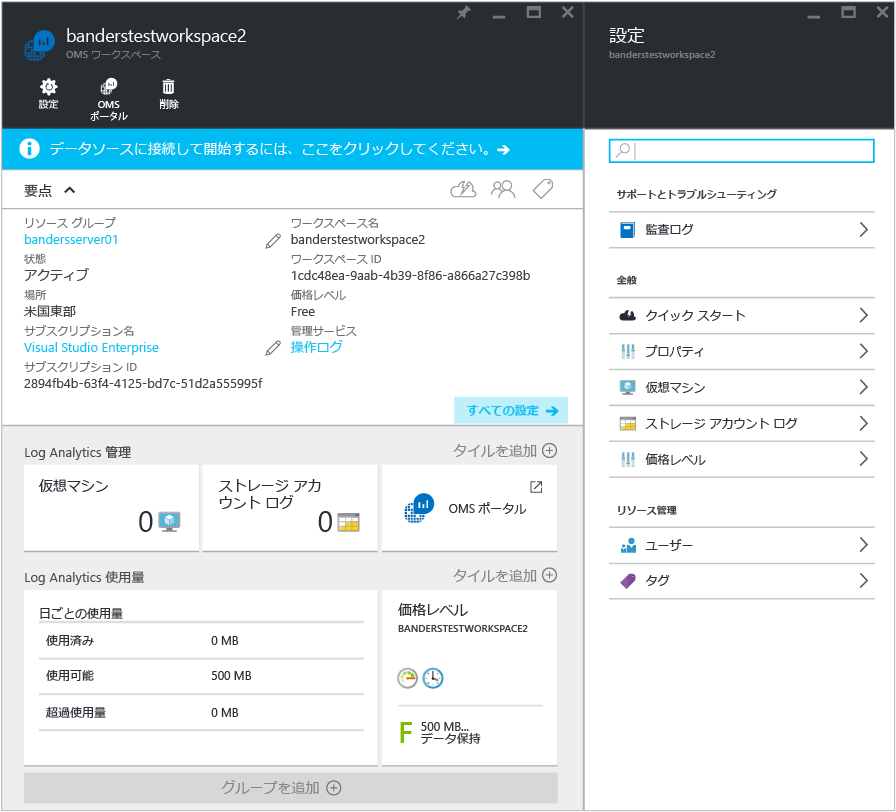 banderstestworkspace2
OMS ワークスペース
設定
OMS
ポータル
削除
データソースに接続して開始するには、ここをクリックしてください。
要点
リソース グループ
bandersserver01
状態
アクティブ
場所
米国東部
サブスクリプション名
Visual Studio Enterprise
サブスクリプション ID
2894fb4b-63f4-4125-bd7c-51d2a555995f
ワークスペース名
banderstestworkspace2
ワークスペース ID
1cdc48ea-9aab-4b39-8f86-a866a27c398b
価格レベル
Free
管理サービス
操作ログ
すべての設定
Log Analytics 管理
タイルを追加
仮想マシン
0
ストレージ アカ
ウント ログ
0
OMS ポータル
Log Analytics 使用量
タイルを追加
日ごとの使用量
使用済み 0 MB
使用可能 500 MB
超過使用量 0 MB
価格レベル
BANDERSTESTWORKSPACE2
F
500 MB...
データ保持
グループを追加
設定
banderstestworkspace2
サポートとトラブルシューティング
監査ログ
全般
クイック スタート
プロパティ
仮想マシン
ストレージ アカウント ログ
価格レベル
リソース管理
ユーザー
タグ